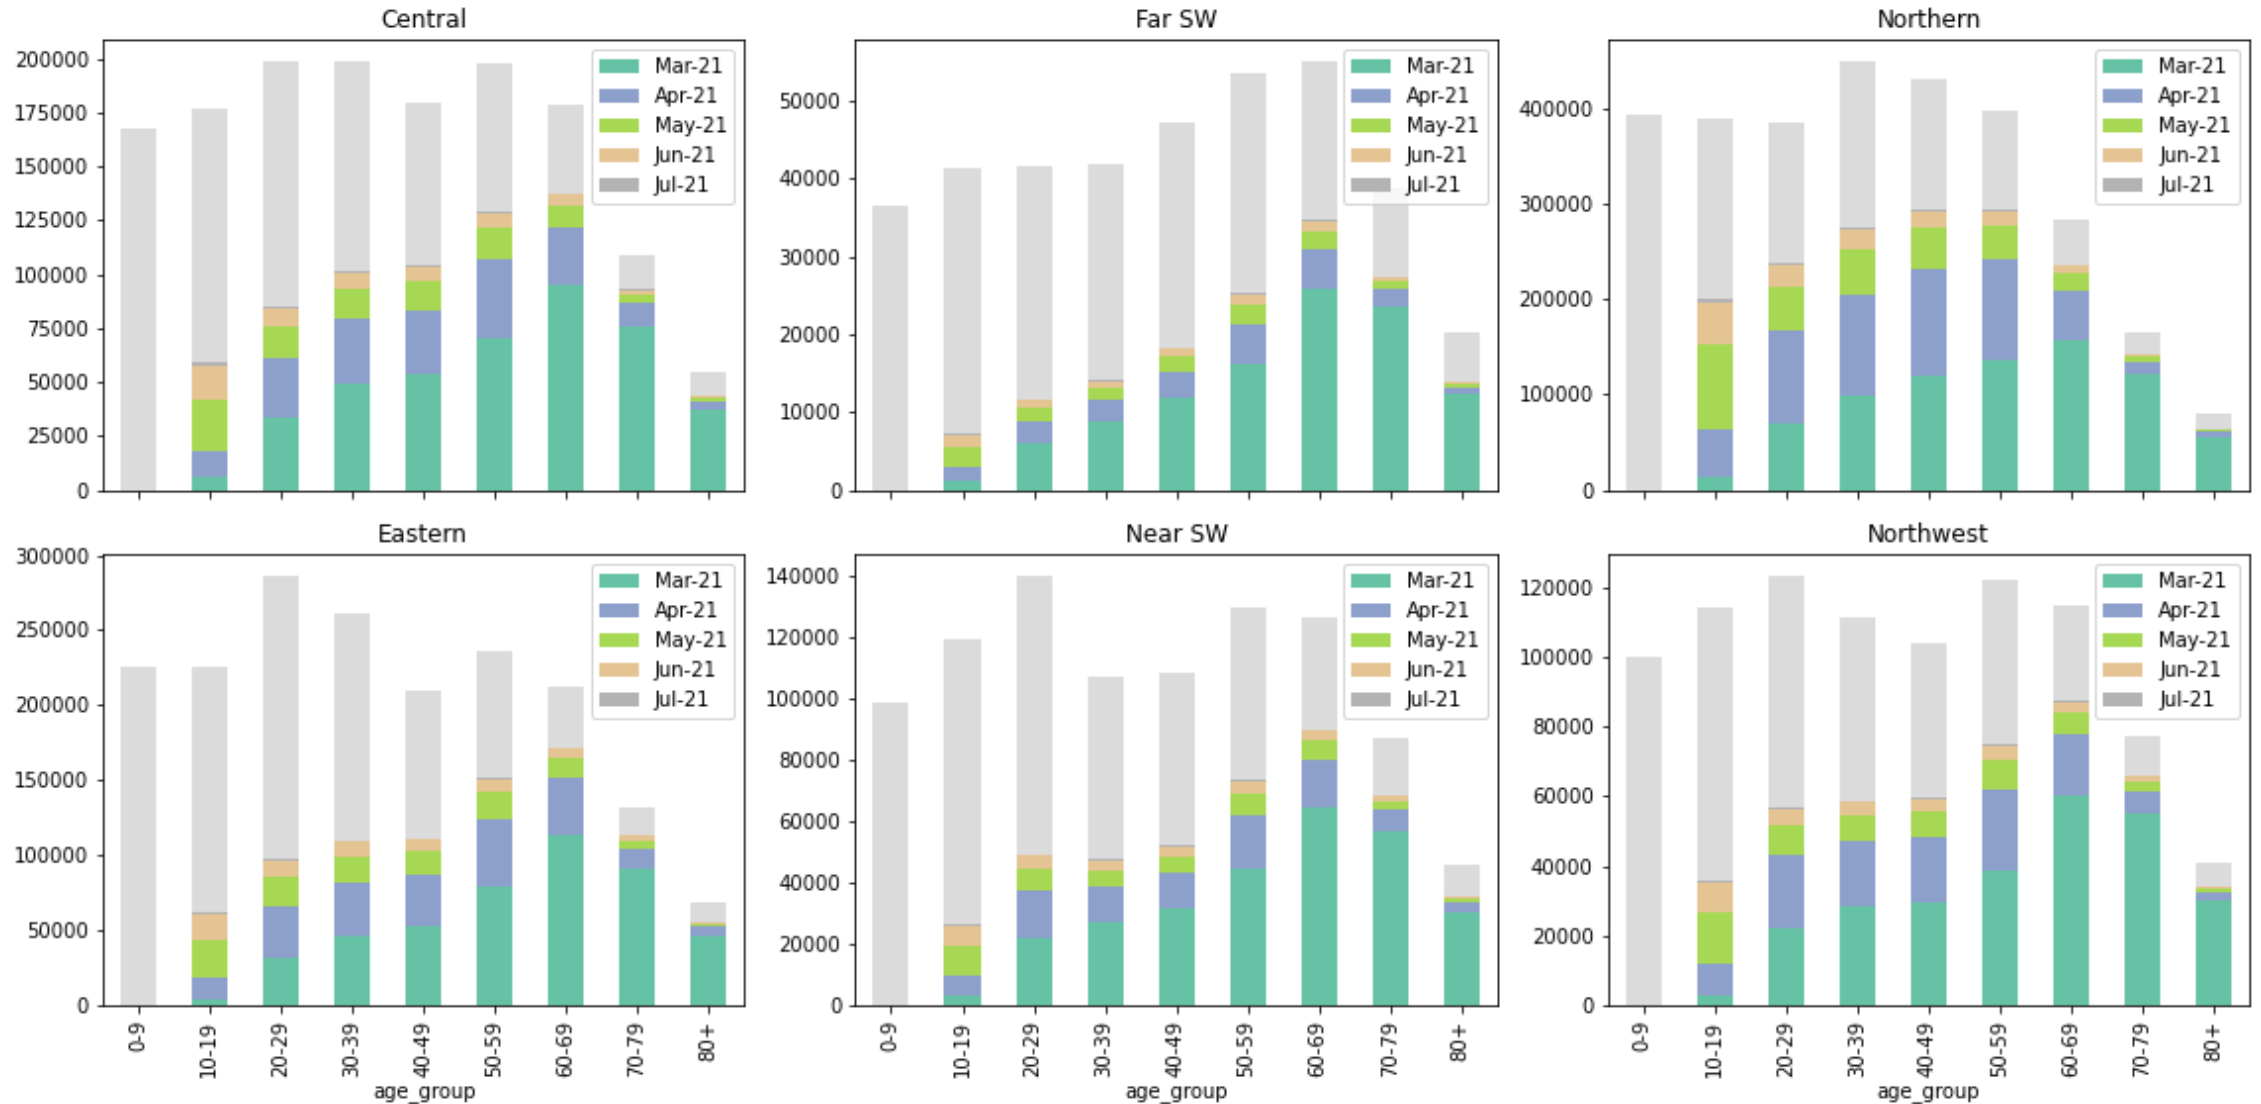 Central
200000
175000
150000
125000
100000
75000
50000
25000
0
Mar-21
Apr-21
May-21
Jun-21
Jul-21
Far SW
50000
40000
30000
20000
10000
0
Mar-21
Apr-21
May-21
Jun-21
Jul-21
Northern
400000
300000
200000
100000
0
Mar-21
Apr-21
May-21
Jun-21
Jul-21
Eastern
300000
250000
200000
150000
100000
50000
0
Mar-21
Apr-21
May-21
Jun-21
Jul-21
0-9 10-19 20-29 30-39 40-49 50-59 60-69 70-79 80+
age_group
Near SW
140000
120000
100000
80000
60000
40000
20000
0
Mar-21
Apr-21
May-21
Jun-21
Jul-21
0-9 10-19 20-29 30-39 40-49 50-59 60-69 70-79 80+
age_group
Northwest
120000
100000
80000
60000
40000
20000
0
Mar-21
Apr-21
May-21
Jun-21
Jul-21
0-9 10-19 20-29 30-39 40-49 50-59 60-69 70-79 80+
age_group